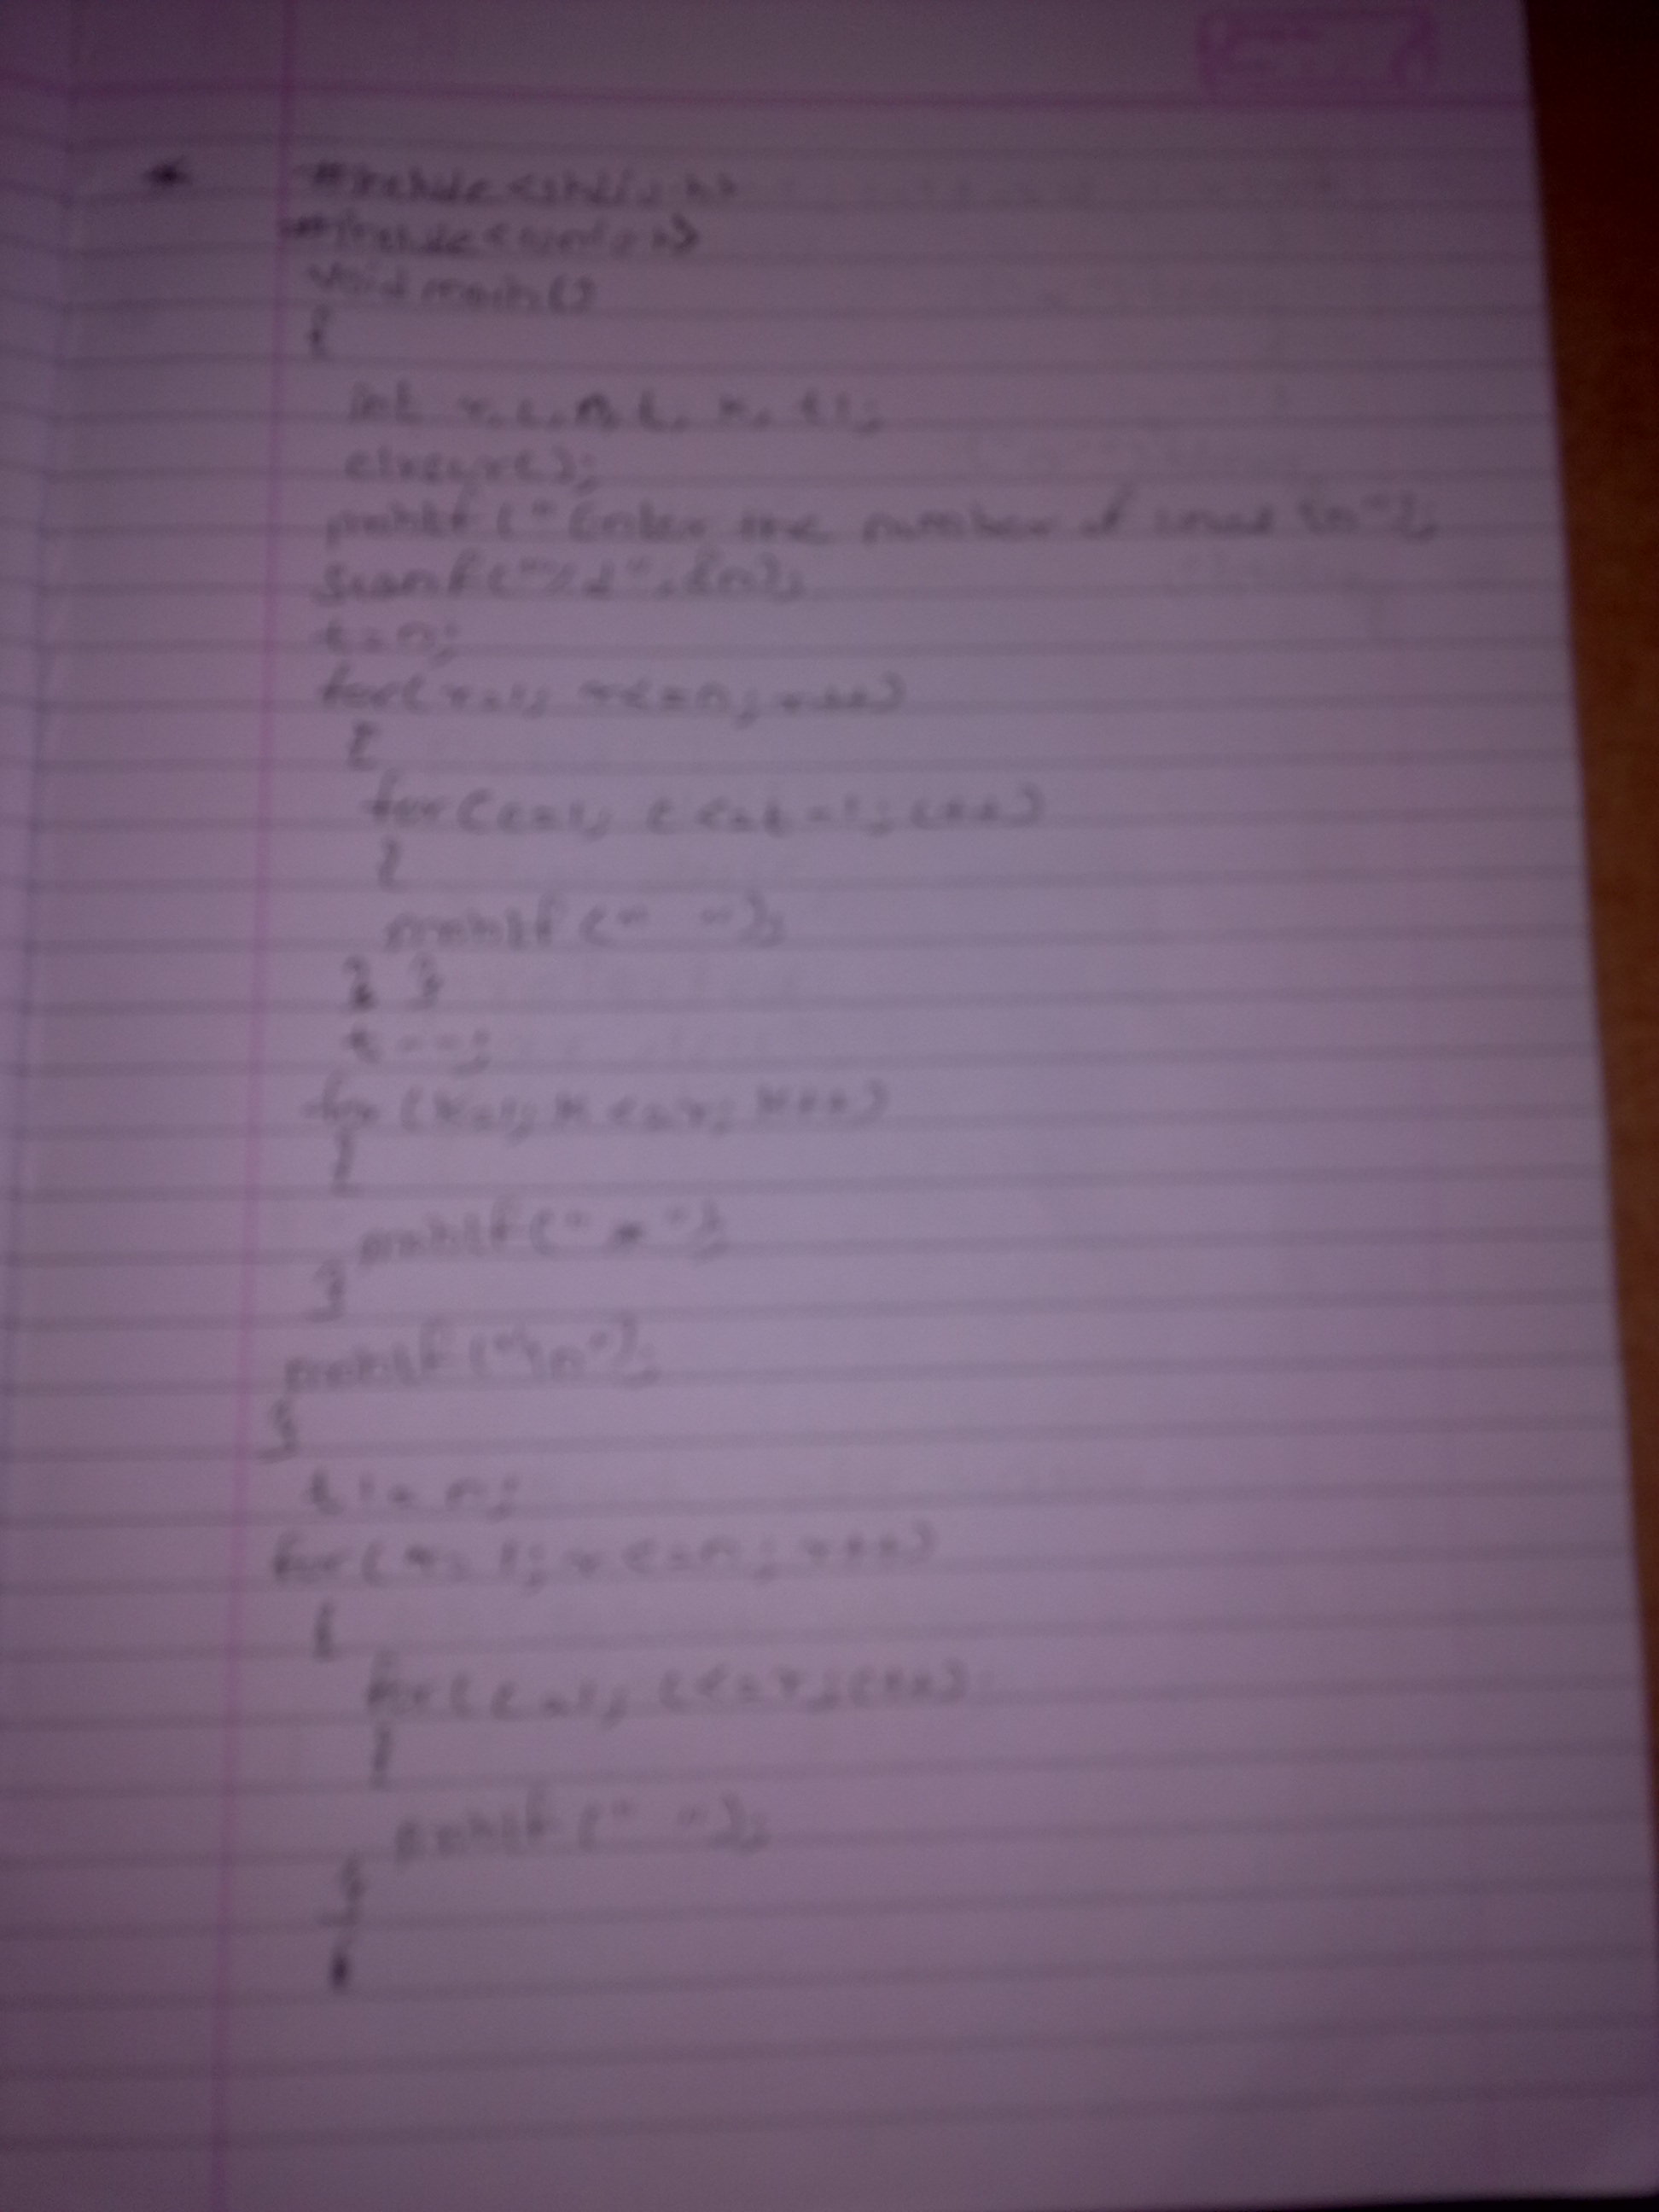 #include<stdio.h>
#include<conio.h>
void main()
{
int r, c, n, t, k, t1;
clrscr();
printf("Enter the number of \n");
scanf("%d", &n);
t=n;
for(r=1; r<=n; r++)
{
for(c=1; c<=t-1; c++)
{
printf(" ");
}
t--;
for(k=1; k<=r; k++)
{
printf(" * ");
}
printf("\n");
}
t1=n;
for(r=1; r<=n; r++)
{
for(c=1; c<=r; c++)
{
printf(" ");
}